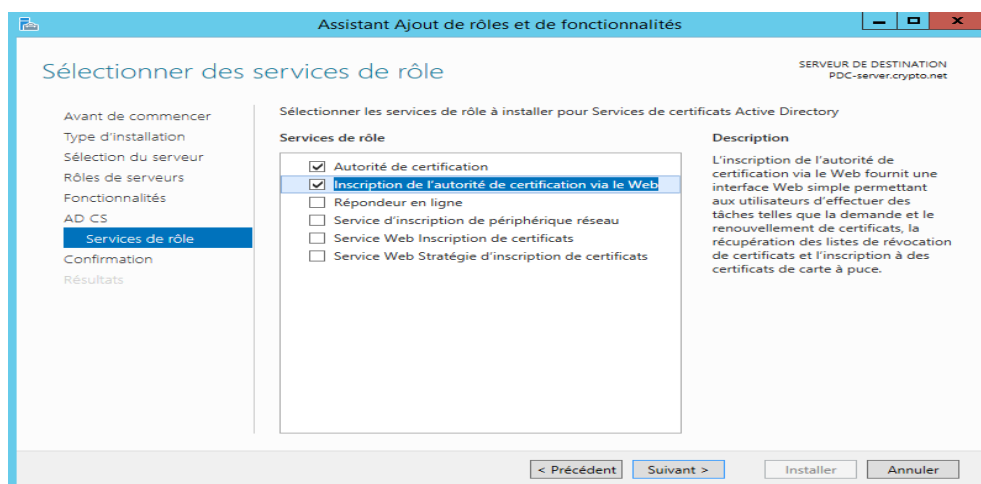 Assistant Ajout de rôles et de fonctionnalités
Sélectionner des services de rôle
SERVEUR DE DESTINATION
PDC-server.crypto.net
Avant de commencer
Type d'installation
Sélection du serveur
Rôles de serveurs
Fonctionnalités
AD CS
Services de rôle
Confirmation
Résultats
Sélectionner les services de rôle à installer pour Services de certificats Active Directory
Services de rôle
Autorité de certification
Inscription de l'autorité de certification via le Web
Répondeur en ligne
Service d'inscription de périphérique réseau
Service Web Inscription de certificats
Service Web Stratégie d'inscription de certificats
Description
L'inscription de l'autorité de
certification via le Web fournit une
interface Web simple permettant
aux utilisateurs d'effectuer des
tâches telles que la demande et le
renouvellement de certificats, la
récupération des listes de révocation
de certificats et l'inscription à des
certificats de carte à puce.
< Précédent
Suivant >
Installer
Annuler